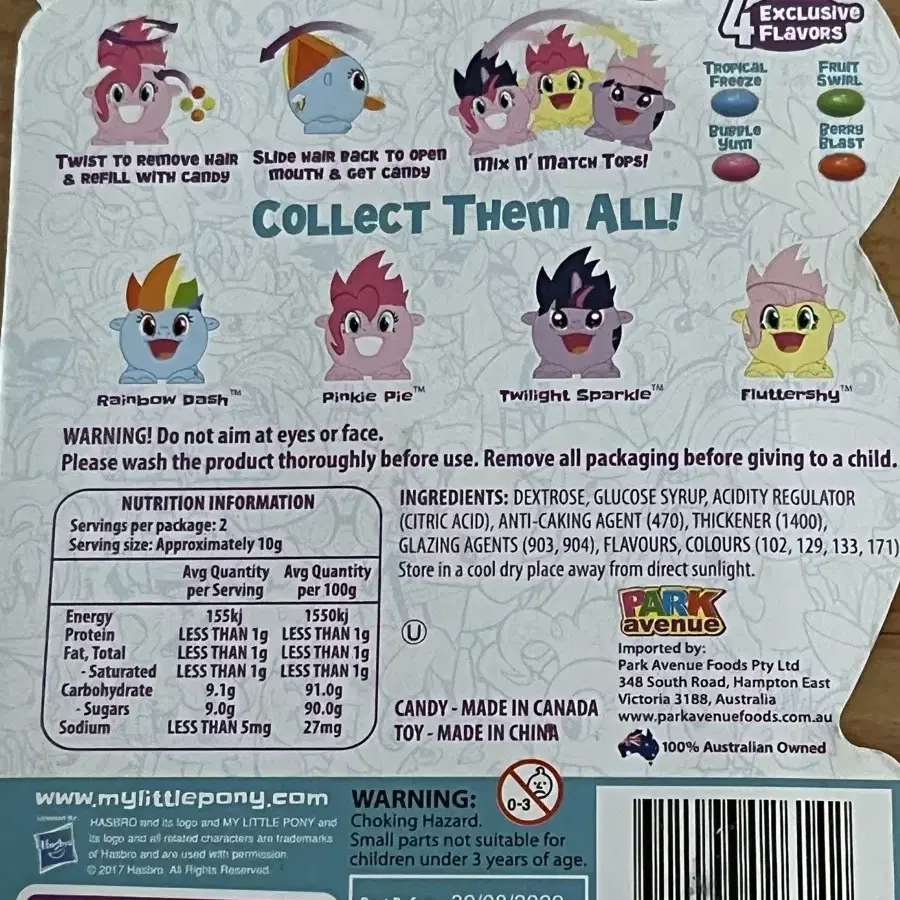 4 EXCLUSIVE
FLAVORS
TROPICAL
FREEZE
FRUIT
SWIRL
BUBBLE
YUM
BERRY
BLAST
TWIST TO REMOVE HAIR
& REFILL WITH CANDY
SLIDE HAIR BACK TO OPEN
MOUTH & GET CANDY
MIX N' MATCH TOPS!
COLLECT THEM ALL!
Rainbow Dash™
Pinkie Pie™
Twilight Sparkle™
Fluttershy™
WARNING! Do not aim at eyes or face.
Please wash the product thoroughly before use. Remove all packaging before giving to a child.
NUTRITION INFORMATION
Servings per package: 2
Serving size: Approximately 10g
Avg Quantity per Serving Avg Quantity per 100g
Energy 155kj 1550kj
Protein LESS THAN 1g LESS THAN 1g
Fat, Total LESS THAN 1g LESS THAN 1g
- Saturated LESS THAN 1g LESS THAN 1g
Carbohydrate 9.1g 91.0g
- Sugars 9.0g 90.0g
Sodium LESS THAN 5mg 27mg
INGREDIENTS: DEXTROSE, GLUCOSE SYRUP, ACIDITY REGULATOR
(CITRIC ACID), ANTI-CAKING AGENT (470), THICKENER (1400),
GLAZING AGENTS (903, 904), FLAVOURS, COLOURS (102, 129, 133, 171)
Store in a cool dry place away from direct sunlight.
U
CANDY - MADE IN CANADA
TOY - MADE IN CHINA
PARK
avenue
Imported by:
Park Avenue Foods Pty Ltd
348 South Road, Hampton East
Victoria 3188, Australia
www.parkavenuefoods.com.au
100% Australian Owned
www.mylittlepony.com
Licensed By:
Hasbro
HASBRO and its logo and MY LITTLE PONY and
its logo and all related characters are trademarks
of Hasbro and are used with permission.
© 2017 Hasbro. All Rights Reserved.
WARNING:
0-3
Choking Hazard.
Small parts not suitable for
children under 3 years of age.